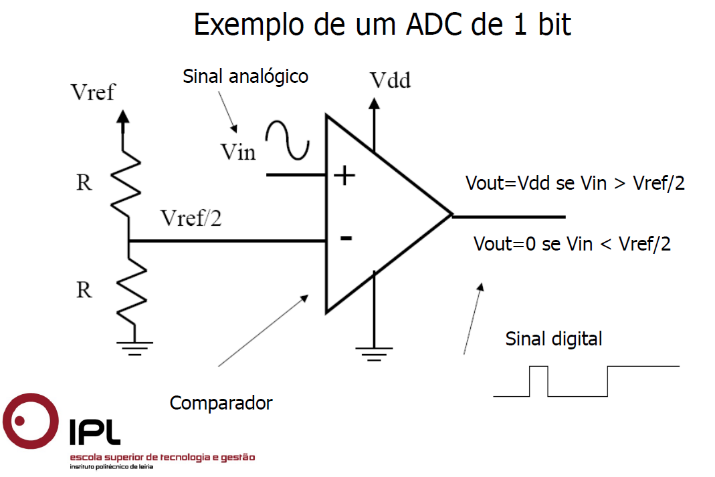 Exemplo de um ADC de 1 bit
Sinal analógico
Vdd
Vref
Vin
R
+
Vout=Vdd se Vin > Vref/2
Vref/2
-
Vout=0 se Vin < Vref/2
R
Sinal digital
Comparador
IPL
escola superior de tecnologia e gestão
instituto politécnico de leiria